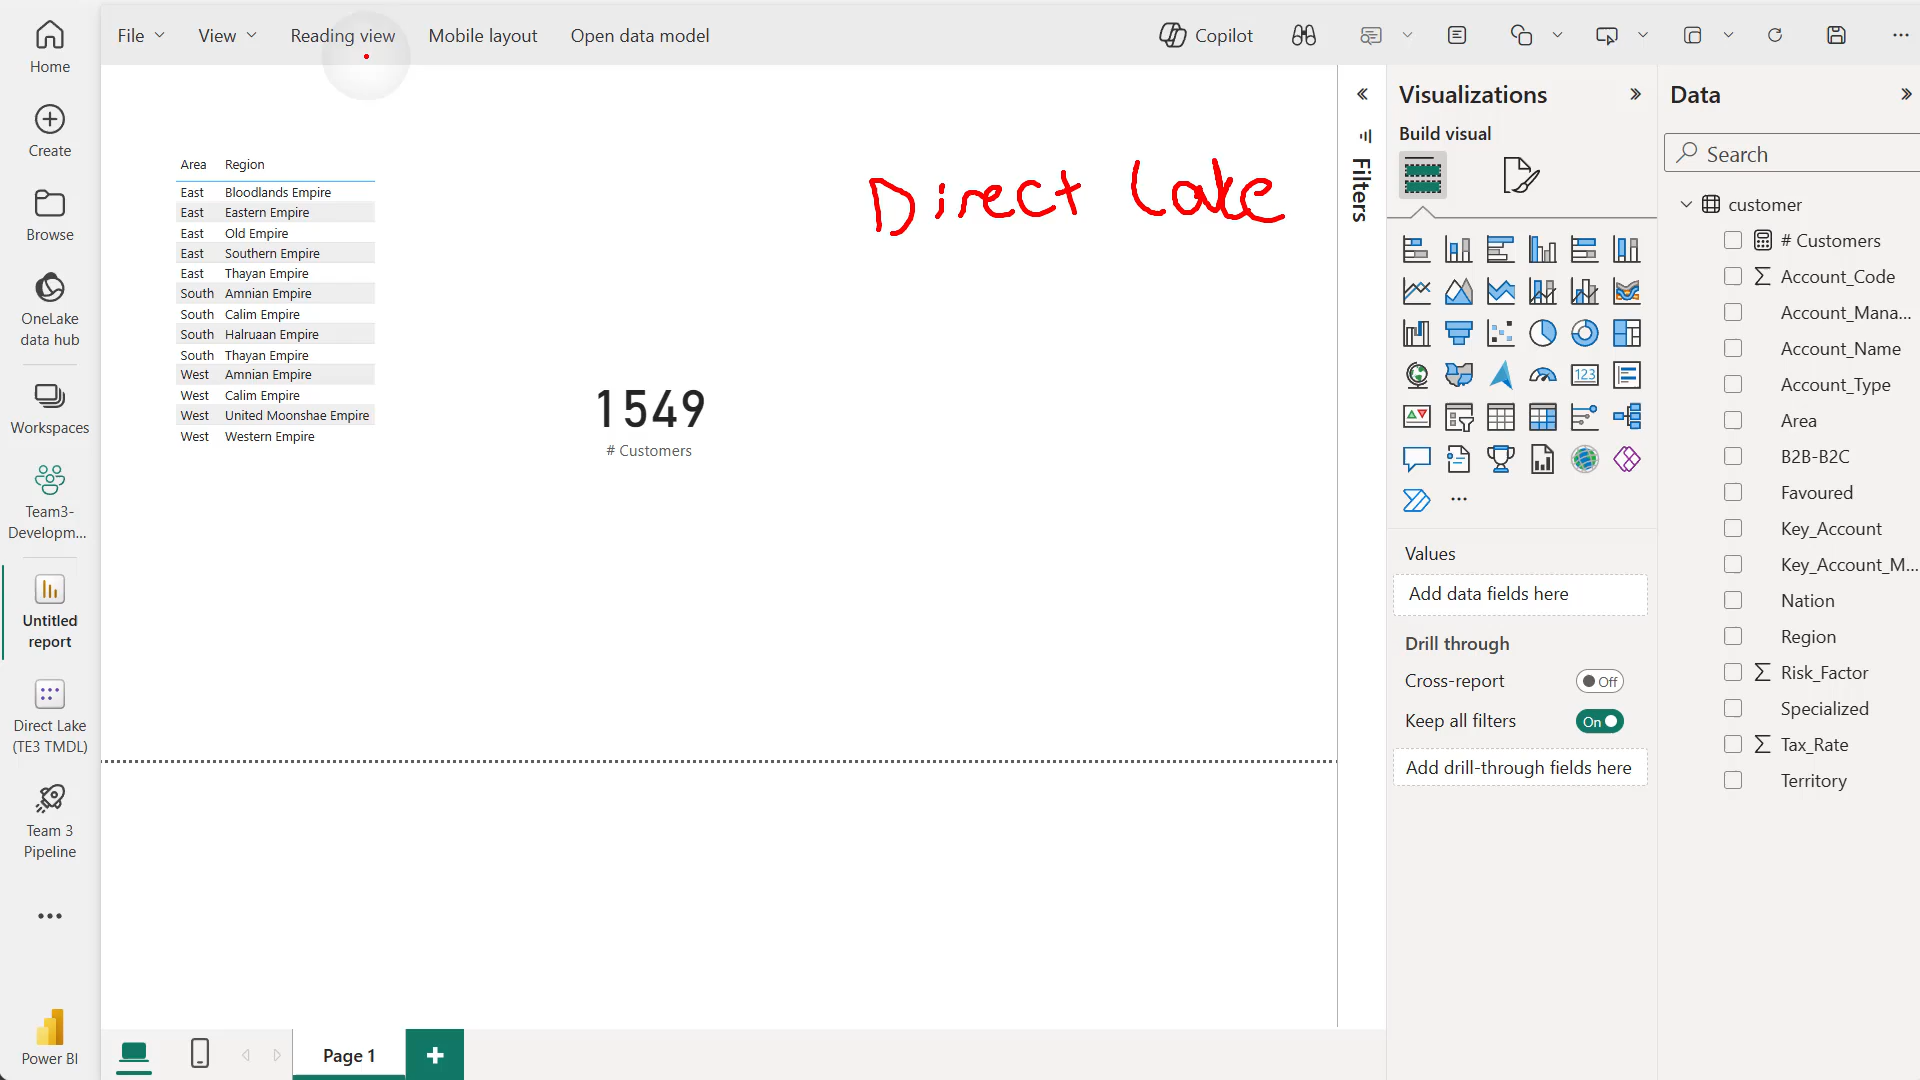 Home
Create
Browse
OneLake
data hub
Workspaces
Team3-
Developm...
Untitled
report
Direct Lake
(TE3 TMDL)
Team 3
Pipeline
Power BI
File View Reading view Mobile layout Open data model Copilot
Area Region
East Bloodlands Empire
East Eastern Empire
East Old Empire
East Southern Empire
East Thayan Empire
South Amnian Empire
South Calim Empire
South Halruaan Empire
South Thayan Empire
West Amnian Empire
West Calim Empire
West United Moonshae Empire
West Western Empire
1549
# Customers
Direct Lake
Page 1
Filters
Visualizations
Build visual
123
Values
Add data fields here
Drill through
Cross-report Off
Keep all filters On
Add drill-through fields here
Data
Search
customer
# Customers
Account_Code
Account_Mana...
Account_Name
Account_Type
Area
B2B-B2C
Favoured
Key_Account
Key_Account_M...
Nation
Region
Risk_Factor
Specialized
Tax_Rate
Territory